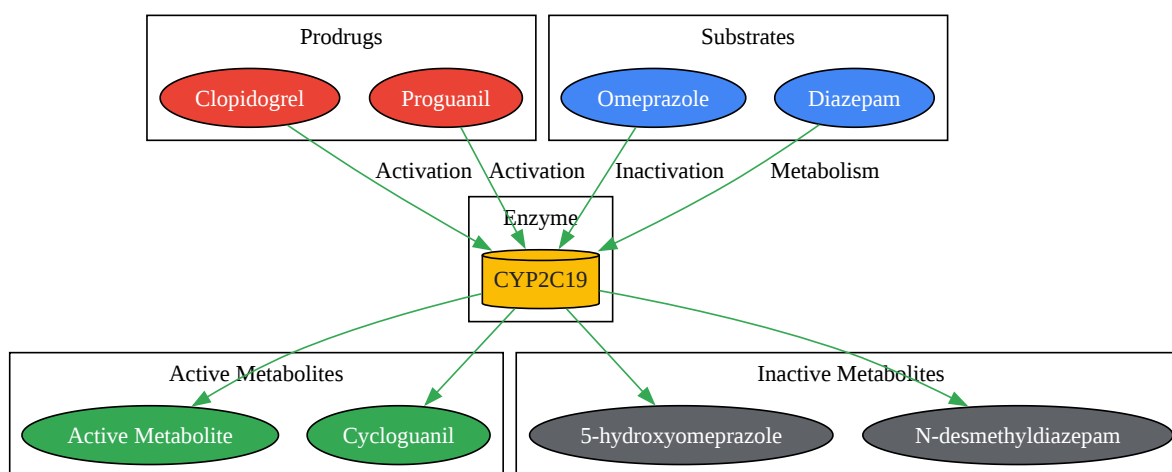 Prodrugs
Substrates
Clopidogrel
Proguanil
Omeprazole
Diazepam
Activation
Activation
Inactivation
Metabolism
Enzyme
CYP2C19
Active Metabolites
Inactive Metabolites
Active Metabolite
Cycloguanil
5-hydroxyomeprazole
N-desmethyldiazepam